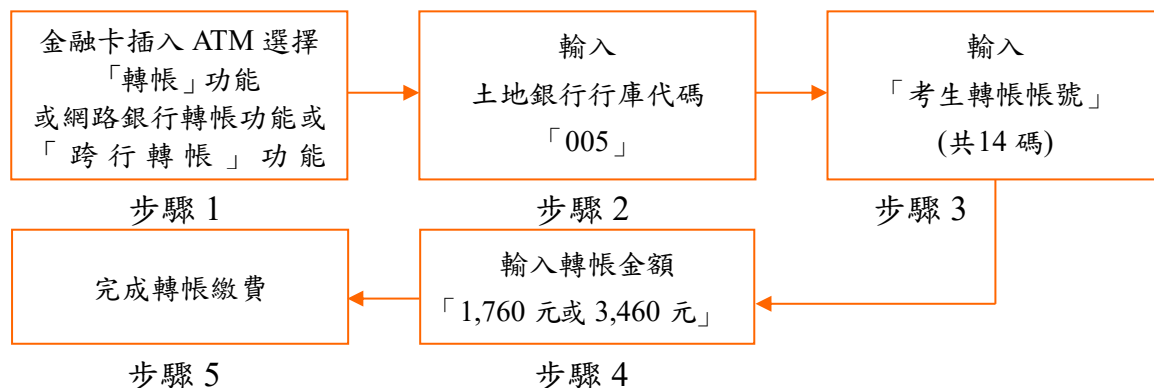 金融卡插入 ATM 選擇
「轉帳」功能
或網路銀行轉帳功能或
「跨行轉帳」功能
步驟 1
輸入
土地銀行行庫代碼
「005」
步驟 2
輸入
「考生轉帳帳號」
(共14 碼)
步驟 3
輸入轉帳金額
「1,760 元或 3,460 元」
步驟 4
完成轉帳繳費
步驟 5